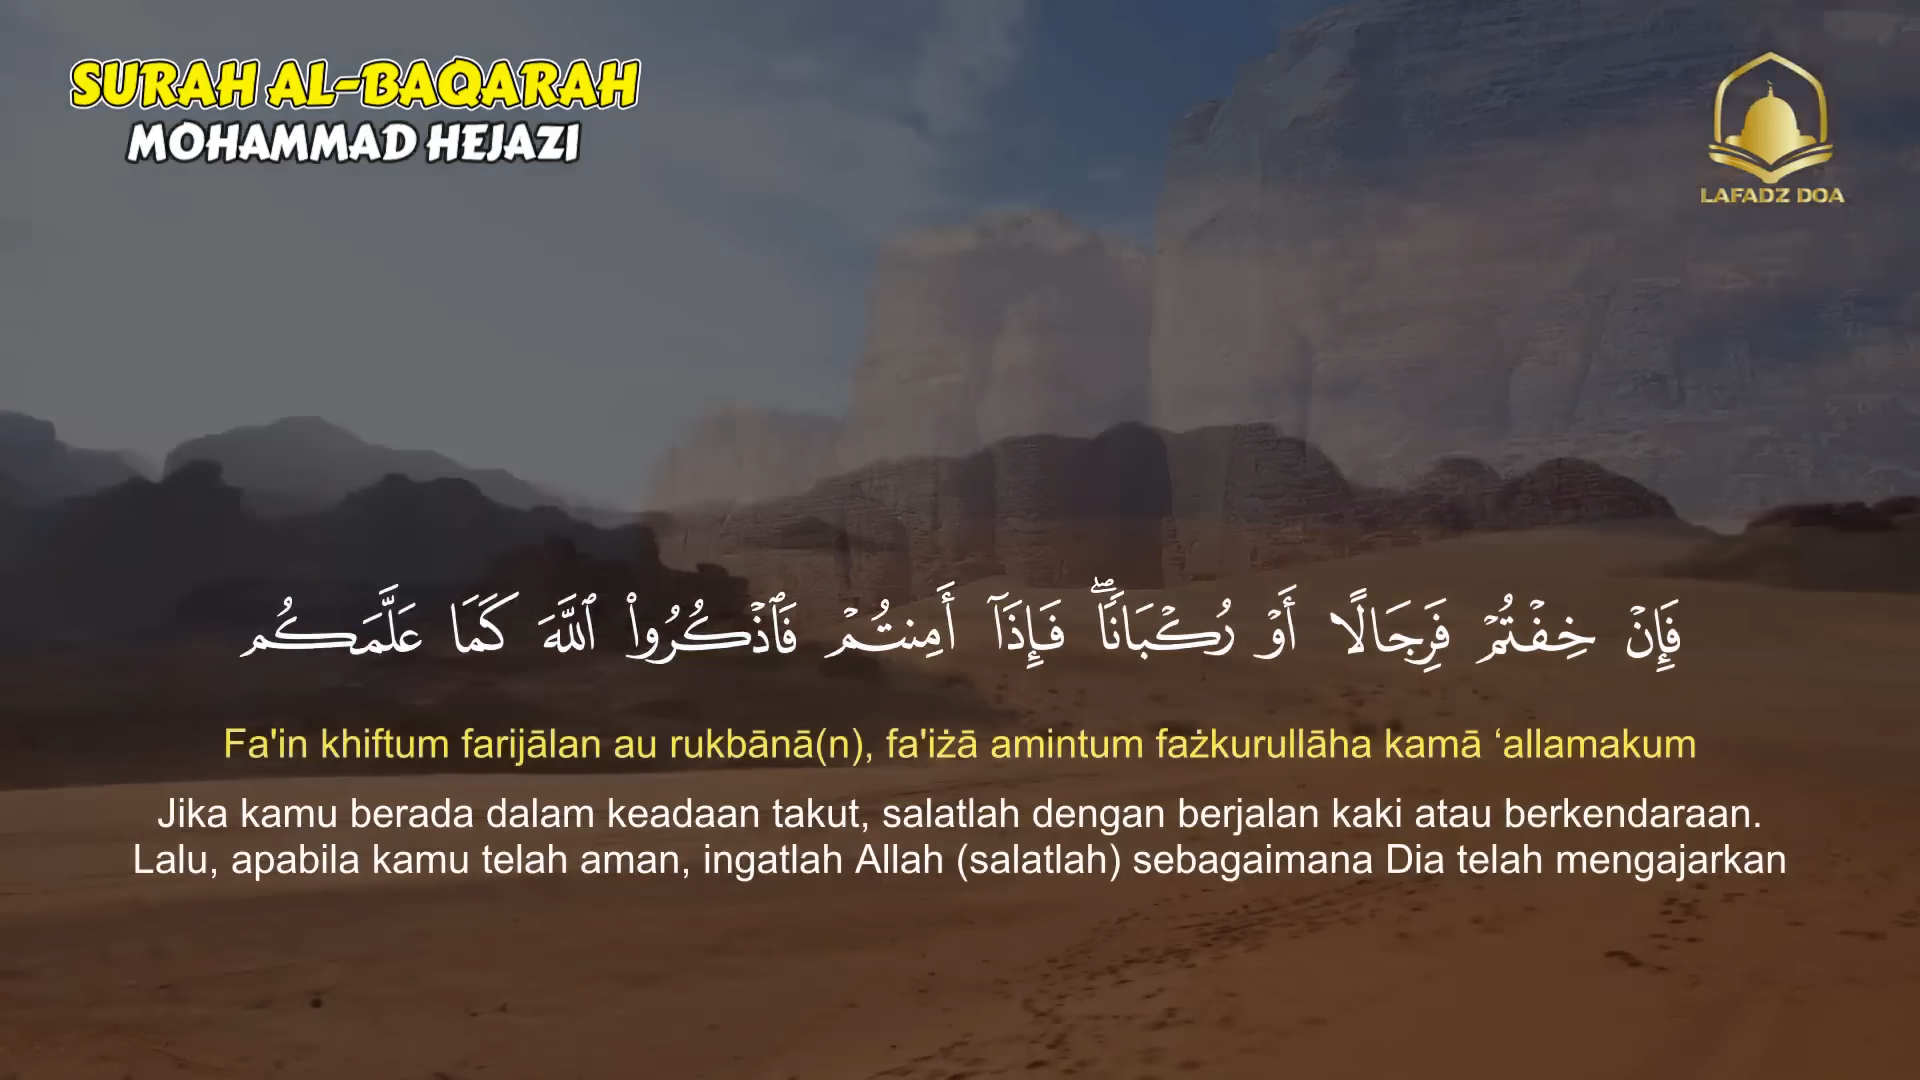 SURAH AL-BAQARAH
MOHAMMAD HEJAZI
LAFADZ DOA
فَإِنْ خِفْتُمْ فَرِجَالًا أَوْ رُكْبَانًاۖ فَإِذَآ أَمِنتُمْ فَٱذْكُرُوا۟ ٱللَّهَ كَمَا عَلَّمَكُم
Fa'in khiftum farijālan au rukbānā(n), fa'iżā amintum fażkurullāha kamā ‘allamakum
Jika kamu berada dalam keadaan takut, salatlah dengan berjalan kaki atau berkendaraan.
Lalu, apabila kamu telah aman, ingatlah Allah (salatlah) sebagaimana Dia telah mengajarkan